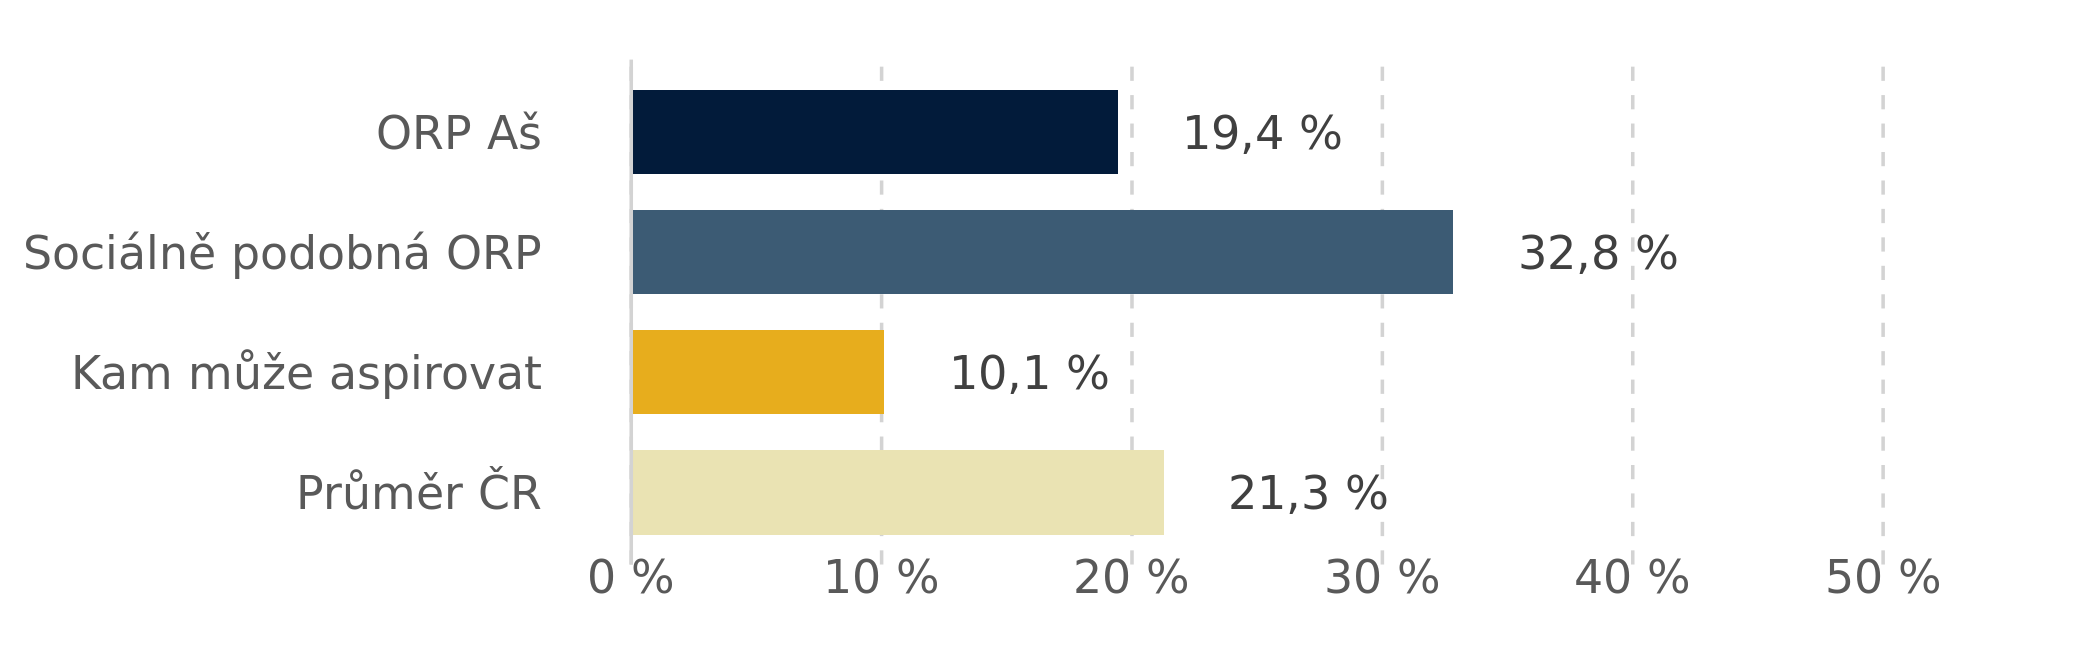 ORP Aš
19,4 %
Sociálně podobná ORP
32,8 %
Kam může aspirovat
10,1 %
Průměr ČR
21,3 %
0 % 10 % 20 % 30 % 40 % 50 %